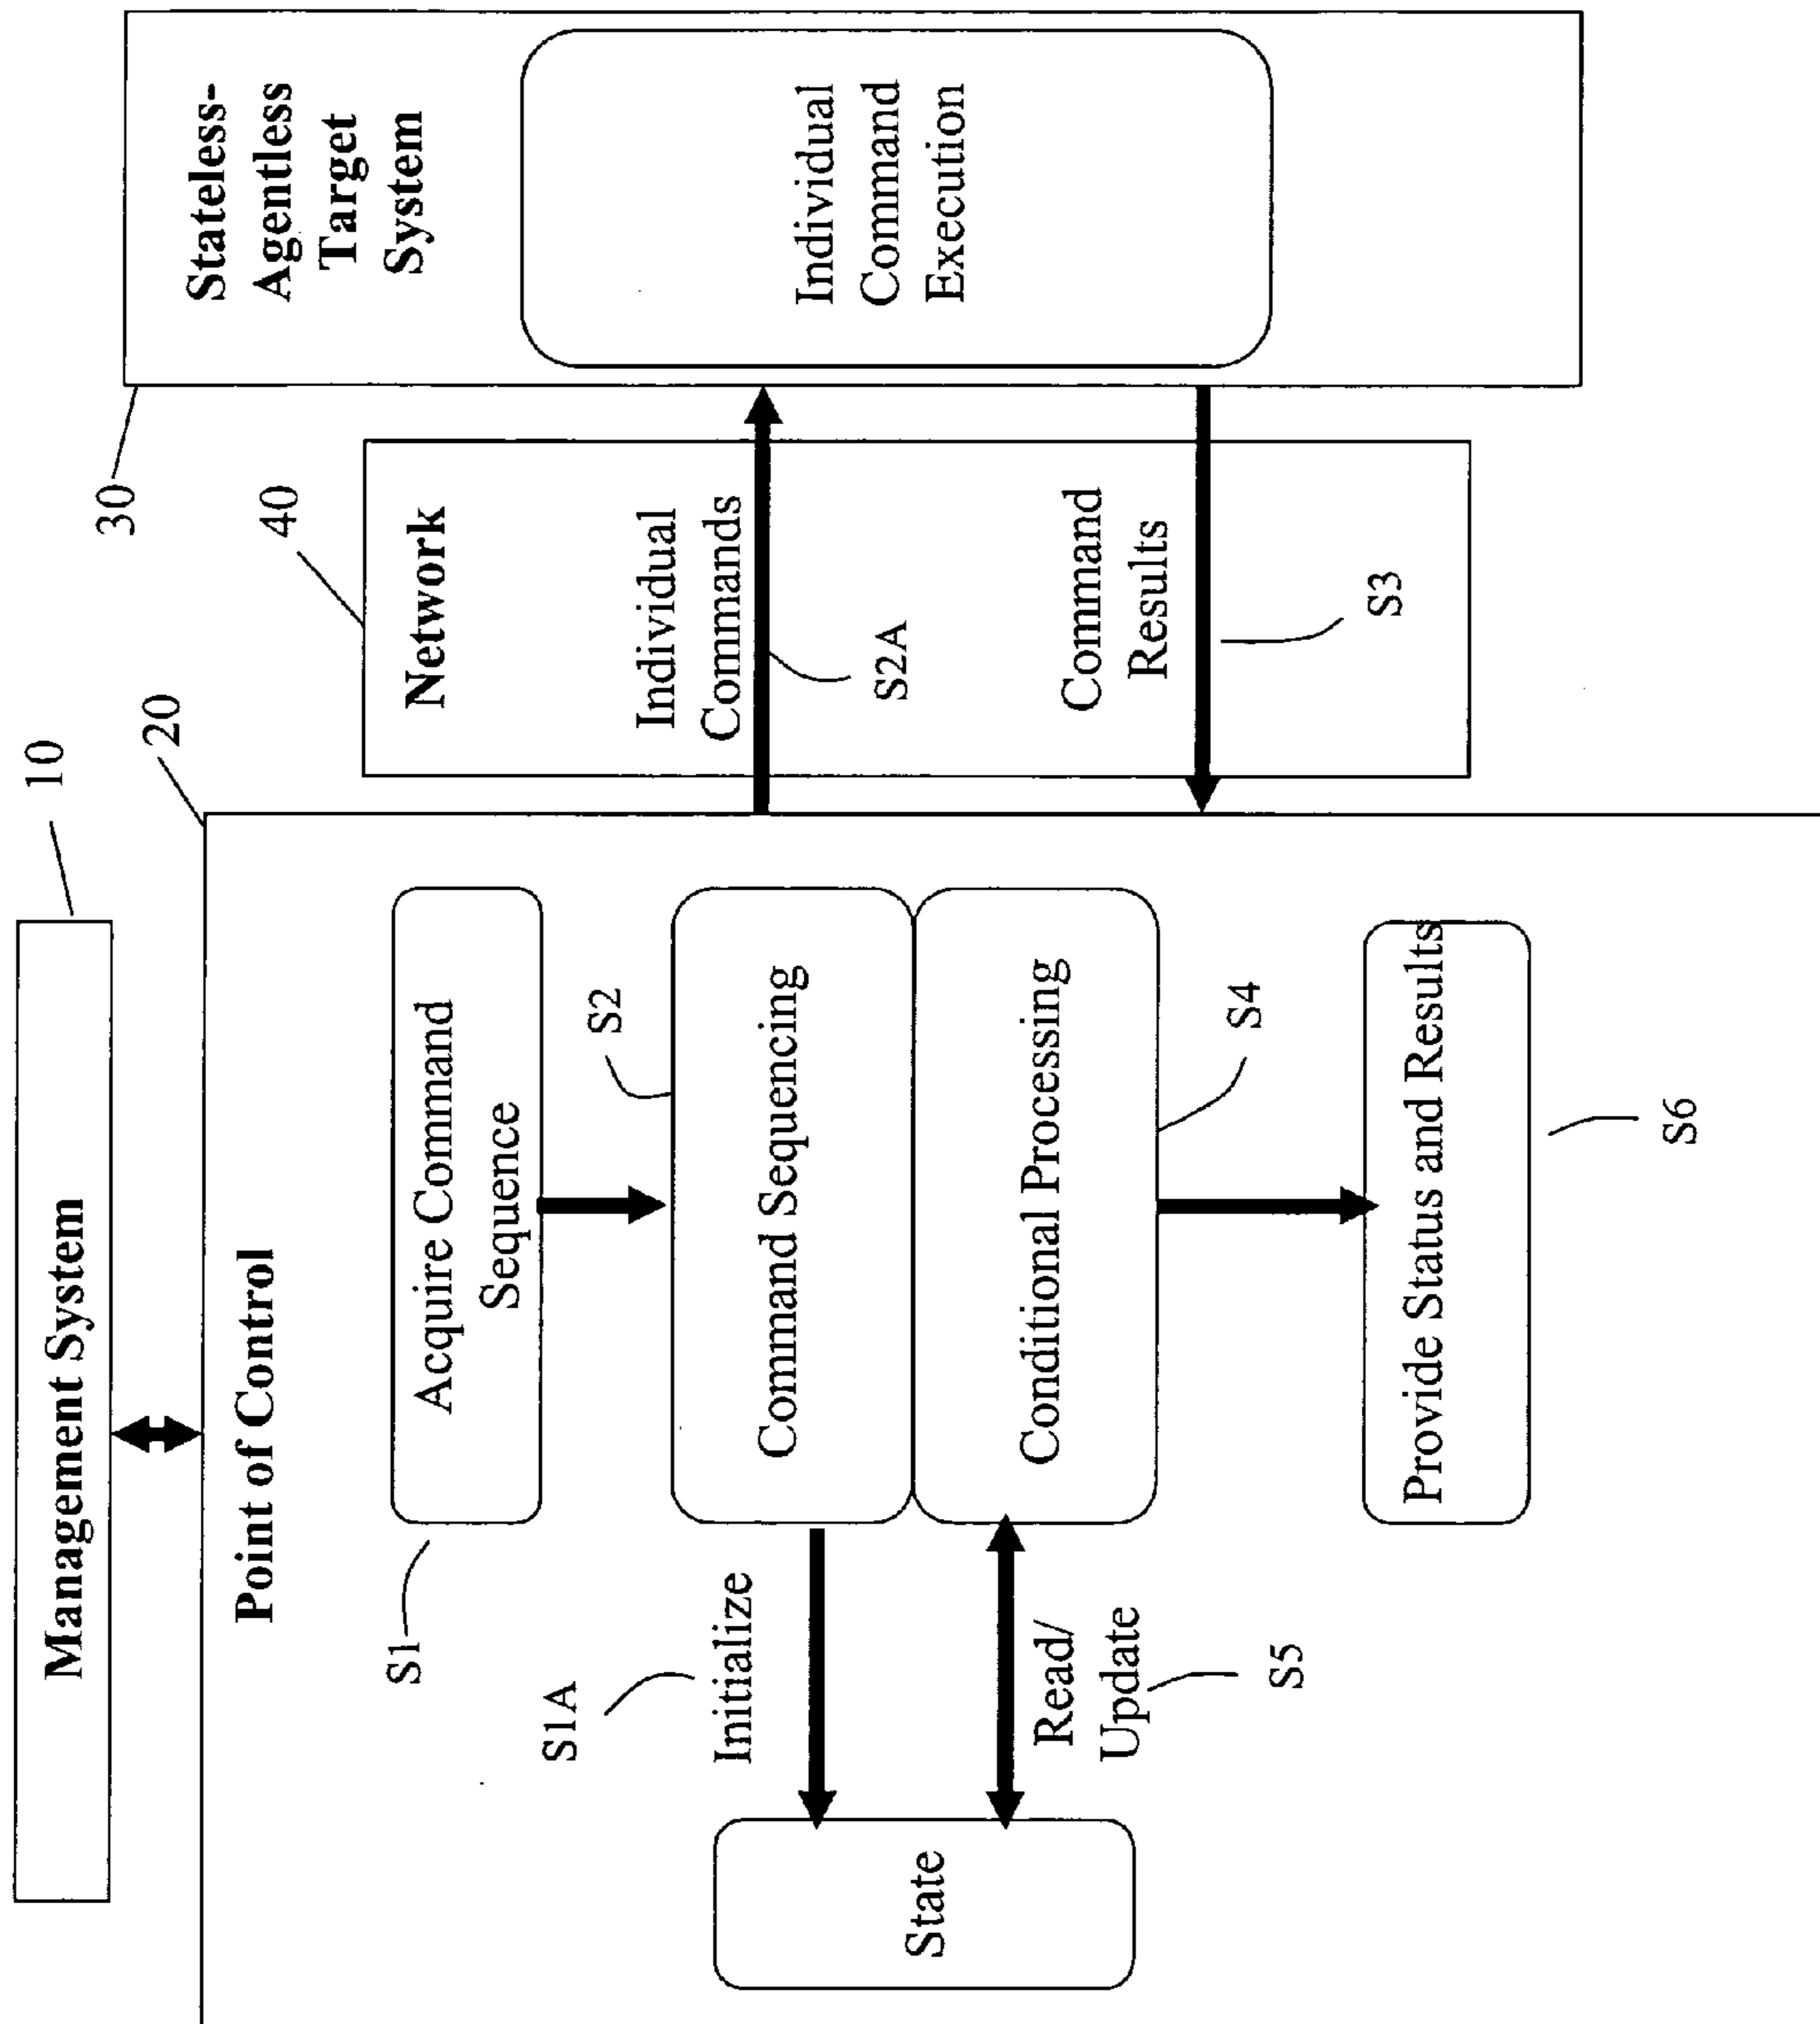 Management System
10
20
Point of Control
S1
Acquire Command
Sequence
S1A
Initialize
S2
Command Sequencing
State
Read/
Update
S5
Conditional Processing
S4
Provide Status and Results
S6
40
Network
Individual
Commands
S2A
Command
Results
S3
30
Stateless-
Agentless
Target
System
Individual
Command
Execution